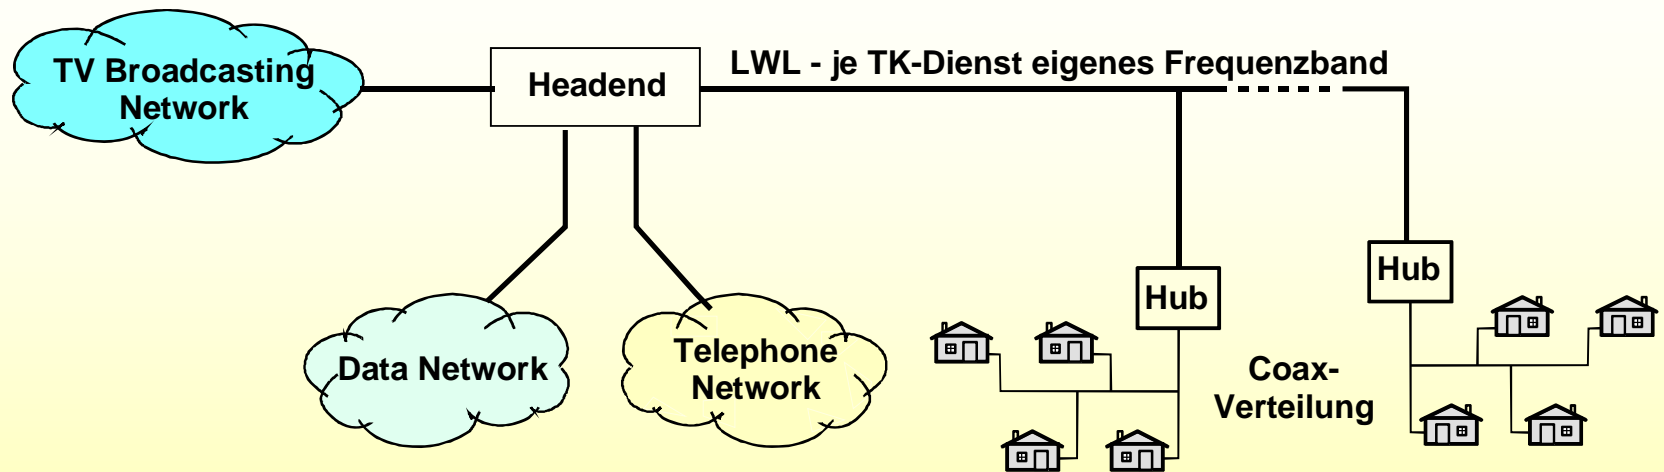 TV Broadcasting
Network
Headend
LWL - je TK-Dienst eigenes Frequenzband
Hub
Hub
Data Network
Telephone
Network
Coax-
Verteilung